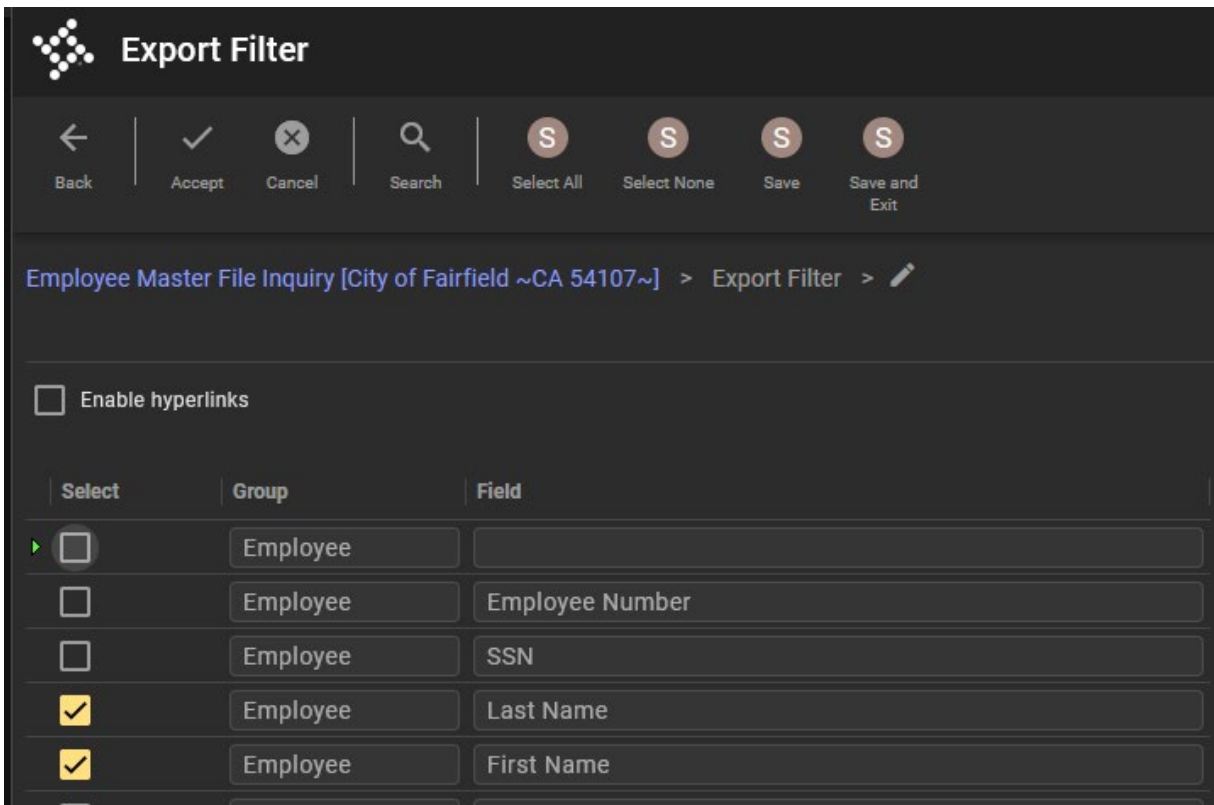 Export Filter
Back Accept Cancel Search S Select All S Select None S Save S Save and Exit
Employee Master File Inquiry [City of Fairfield ~CA 54107~] > Export Filter >
Enable hyperlinks
Select Group Field
Employee
Employee Employee Number
Employee SSN
Employee Last Name
Employee First Name